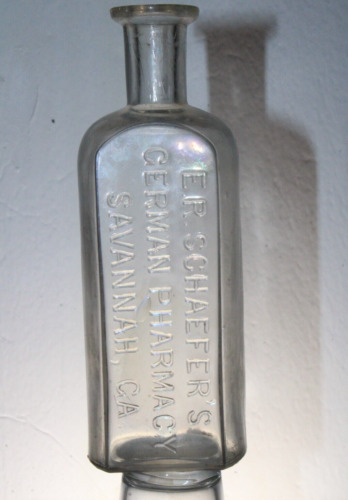 E.P. SCHAEFER'S
GERMAN PHARMACY
SAVANNAH, GA.